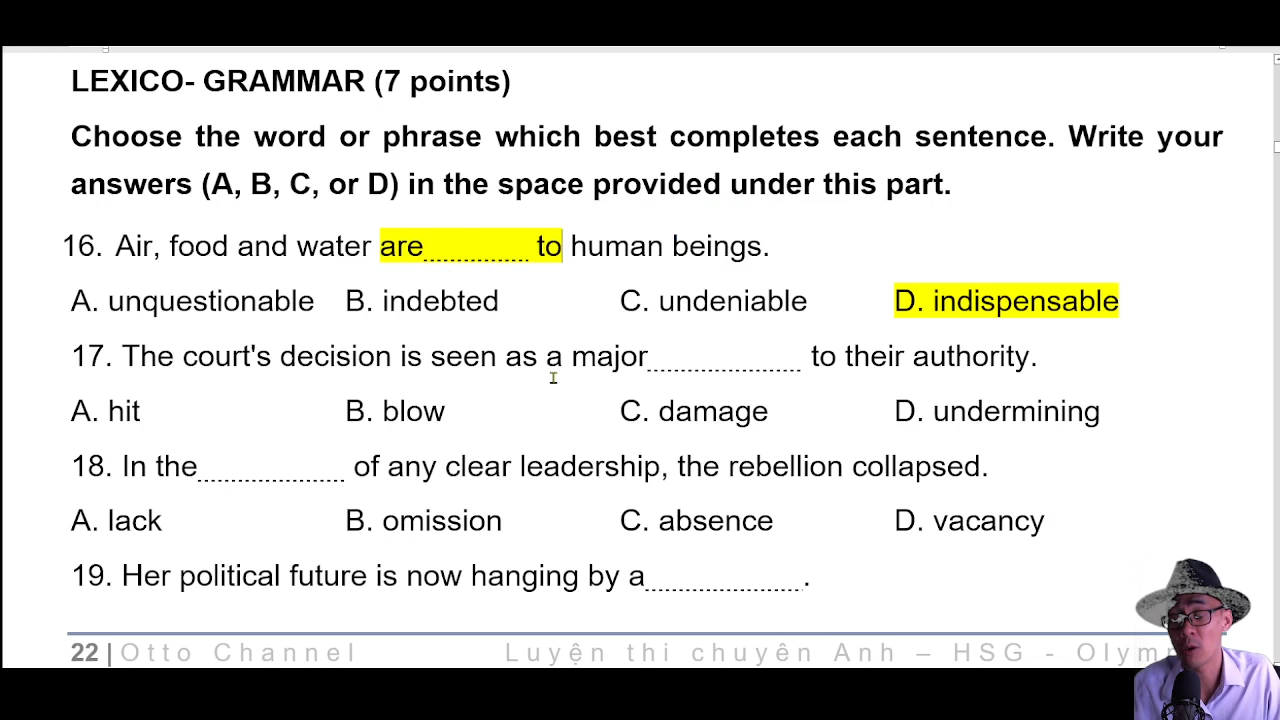 LEXICO- GRAMMAR (7 points)
Choose the word or phrase which best completes each sentence. Write your
answers (A, B, C, or D) in the space provided under this part.
16. Air, food and water are.............. to human beings.
A. unquestionable B. indebted C. undeniable D. indispensable
17. The court's decision is seen as a major.................... to their authority.
A. hit B. blow C. damage D. undermining
18. In the................... of any clear leadership, the rebellion collapsed.
A. lack B. omission C. absence D. vacancy
19. Her political future is now hanging by a.....................
22 | Otto Channel Luyện thi chuyên Anh – HSG - Olym